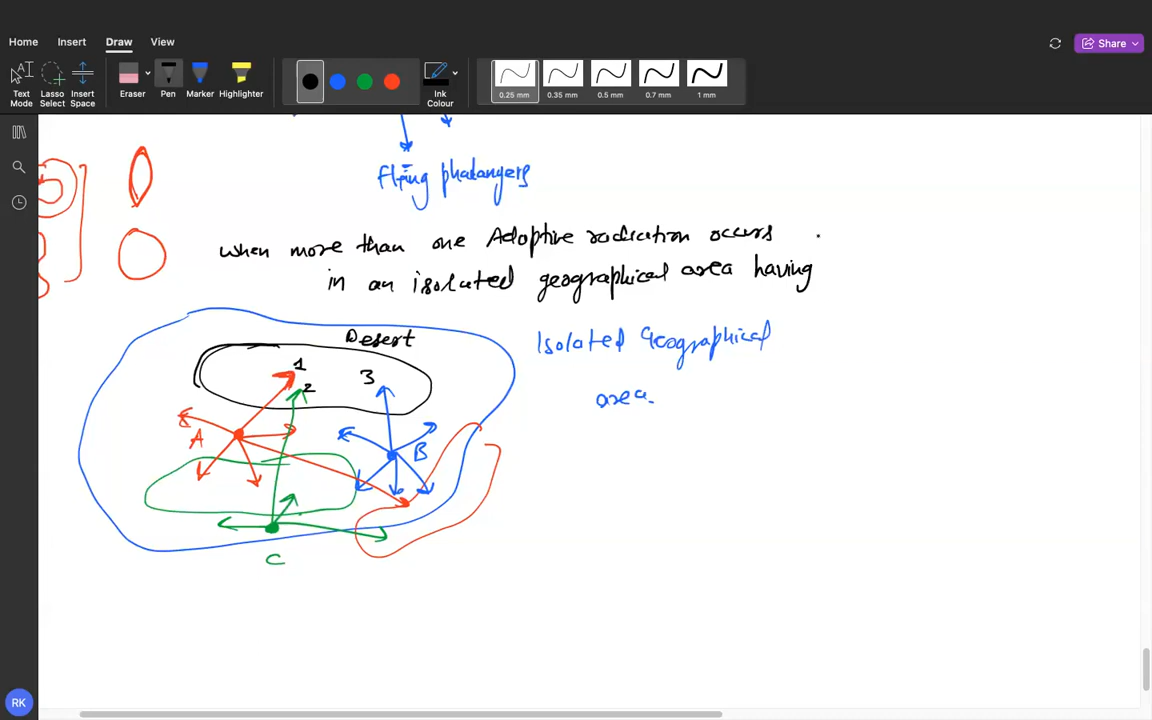 Home Insert Draw View
Share
Text Mode
Lasso Select
Insert Space
Eraser
Pen
Marker
Highlighter
Ink Colour
0.25 mm
0.35 mm
0.5 mm
0.7 mm
1 mm
Flying phalangers
when more than one Adoptive radiation occurs
in an isolated geographical area having
Desert
Isolated Geographical
area.
1
2
3
A
B
C
RK